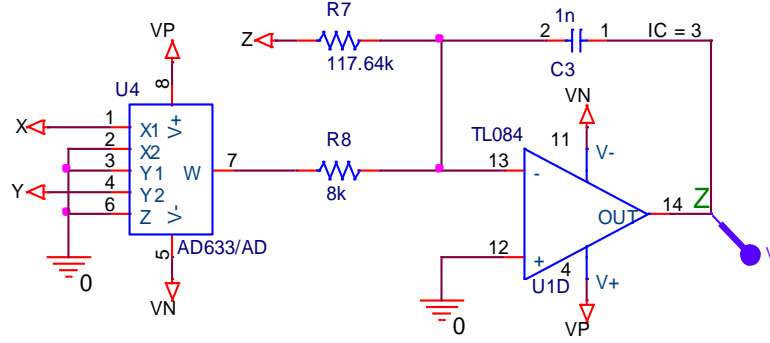 R7
1n
Z
2
1
IC = 3
117.64k
C3
VP
8
U4
VN
X
1
X1
V+
2
X2
TL084
11
V-
3
Y1
W
7
R8
13
-
Y
4
Y2
8k
6
Z
V-
OUT
14
Z
5
AD633/AD
12
+
4
V+
U1D
0
VN
0
VP